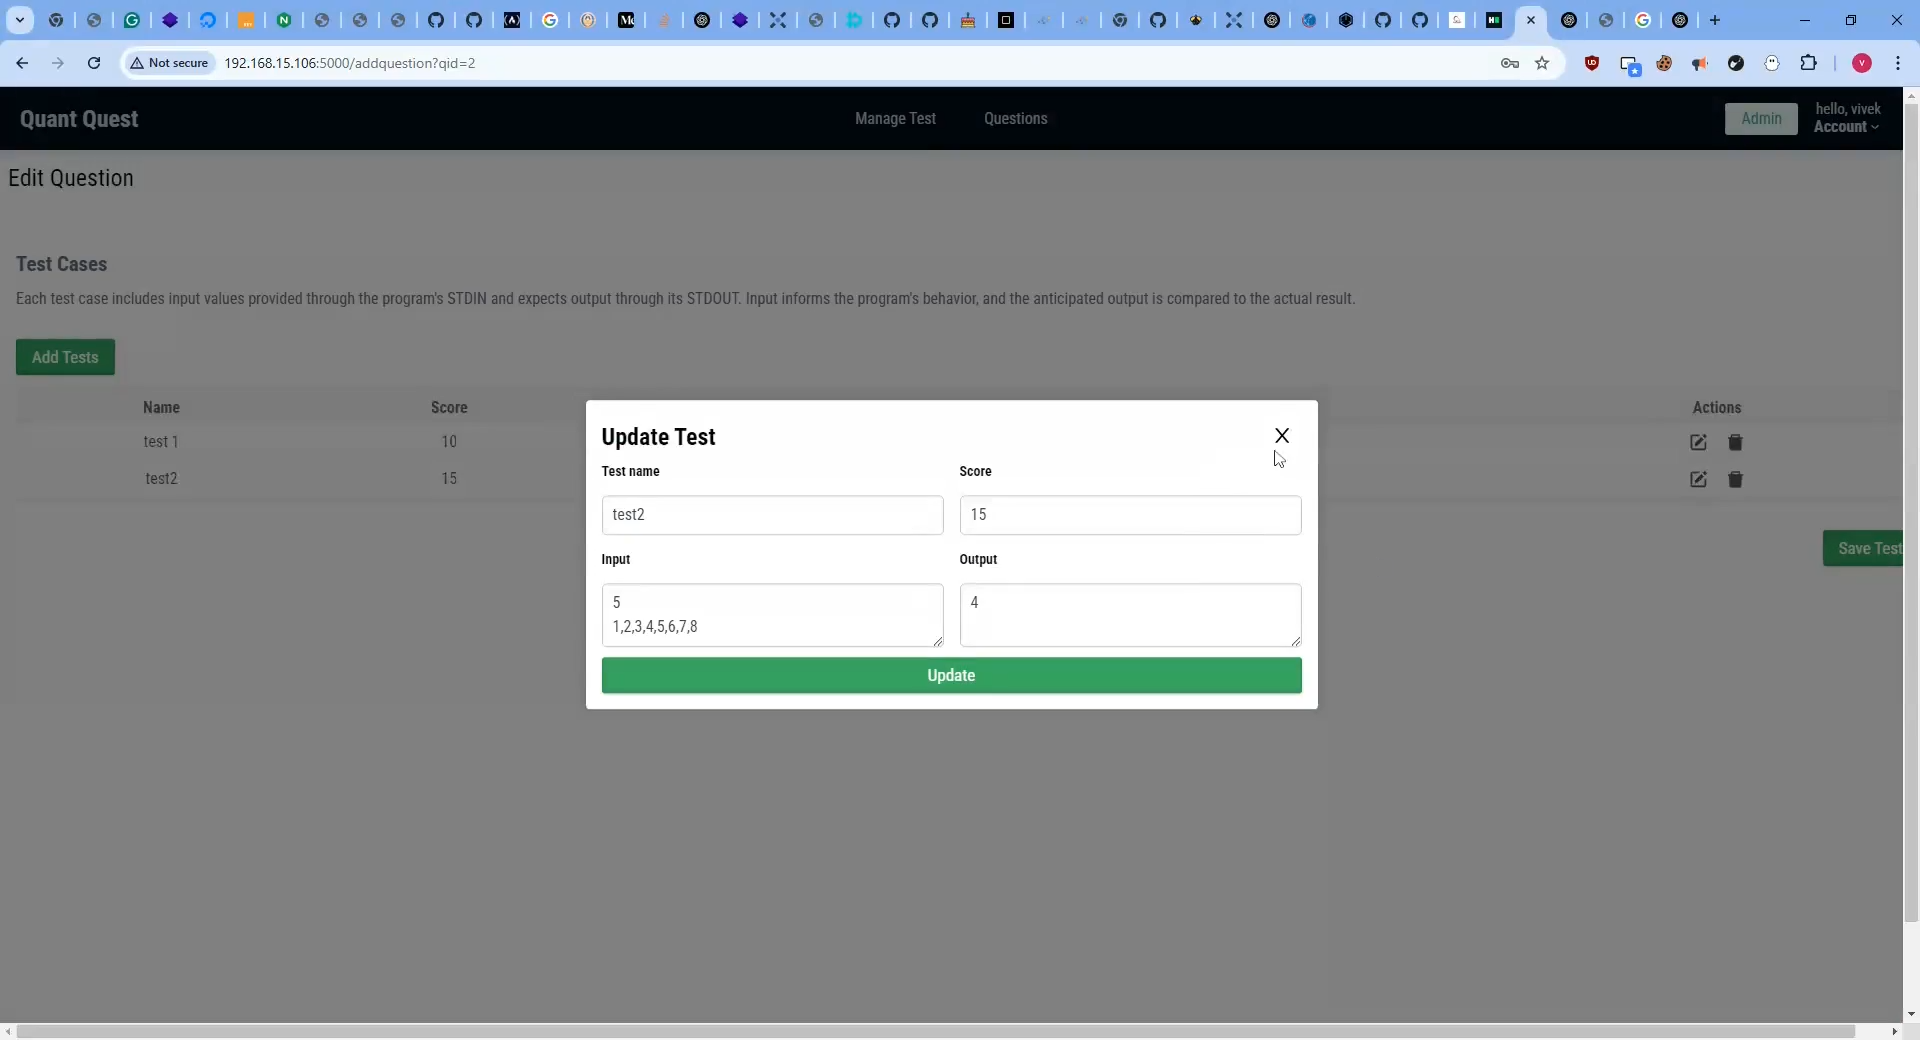 Not secure
192.168.15.106:5000/addquestion?qid=2
V
Quant Quest
Manage Test
Questions
Admin
hello, vivek
Account
Edit Question
Test Cases
Each test case includes input values provided through the program's STDIN and expects output through its STDOUT. Input informs the program's behavior, and the anticipated output is compared to the actual result.
Add Tests
Name Score Actions
test 1 10
test2 15
Save Test
Update Test
Test name Score
test2 15
Input Output
5 4
1,2,3,4,5,6,7,8
Update